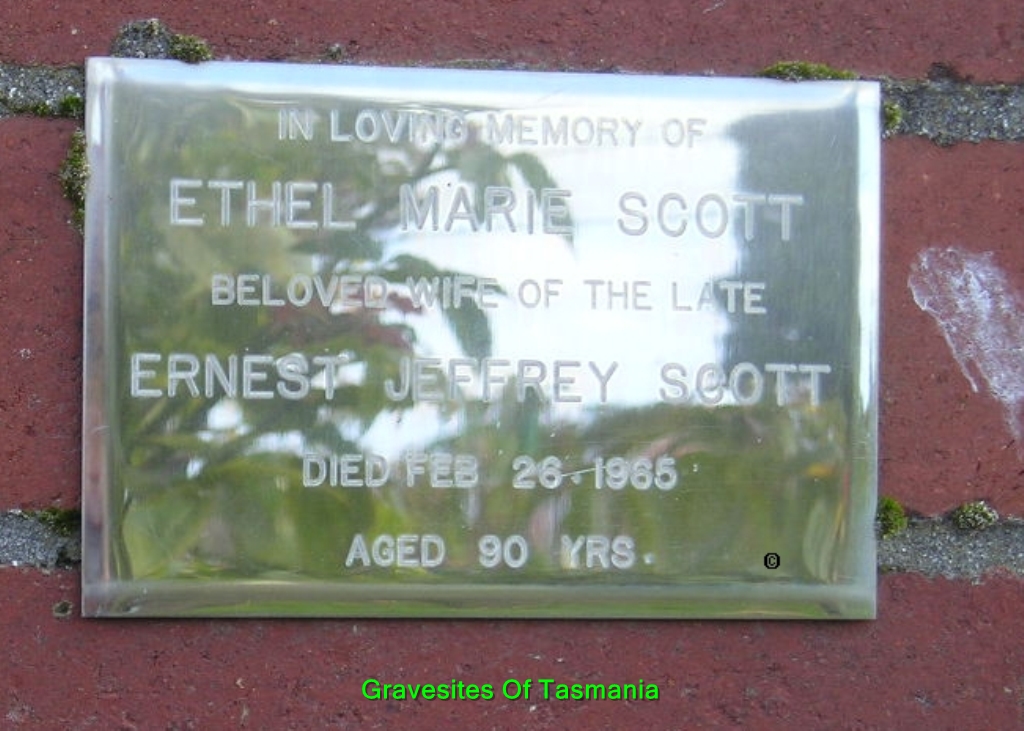 IN LOVING MEMORY OF
ETHEL MARIE SCOTT
BELOVED WIFE OF THE LATE
ERNEST JEFFREY SCOTT
DIED FEB 26. 1965
AGED 90 YRS.
©
Gravesites Of Tasmania